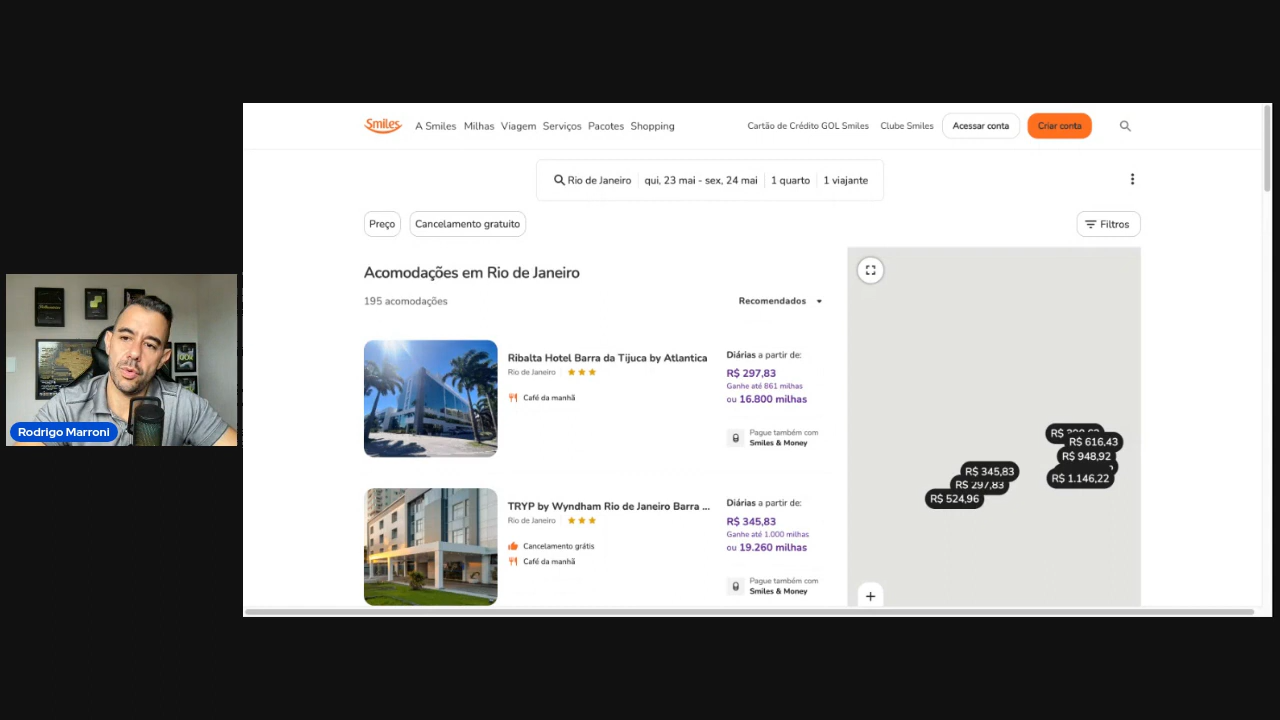 Smiles
A Smiles Milhas Viagem Serviços Pacotes Shopping
Cartão de Crédito GOL Smiles Clube Smiles Acessar conta Criar conta
Rio de Janeiro qui, 23 mai - sex, 24 mai 1 quarto 1 viajante
Preço Cancelamento gratuito
Filtros
Acomodações em Rio de Janeiro
195 acomodações
Recomendados
Ribalta Hotel Barra da Tijuca by Atlantica
Rio de Janeiro
Café da manhã
Diárias a partir de:
R$ 297,83
Ganhe até 861 milhas
ou 16.800 milhas
Pague também com
Smiles & Money
TRYP by Wyndham Rio de Janeiro Barra ...
Rio de Janeiro
Cancelamento grátis
Café da manhã
Diárias a partir de:
R$ 345,83
Ganhe até 1.000 milhas
ou 19.260 milhas
Pague também com
Smiles & Money
R$
R$ 616,43
R$ 948,92
R$ 1.146,22
R$ 345,83
R$ 297,83
R$ 524,96
Rodrigo Marroni